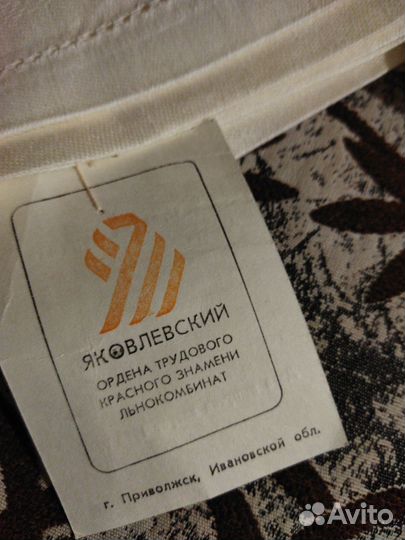 ЯКОВЛЕВСКИЙ
ОРДЕНА ТРУДОВОГО
КРАСНОГО ЗНАМЕНИ
ЛЬНОКОМБИНАТ
г. Приволжск, Ивановской обл.
Avito